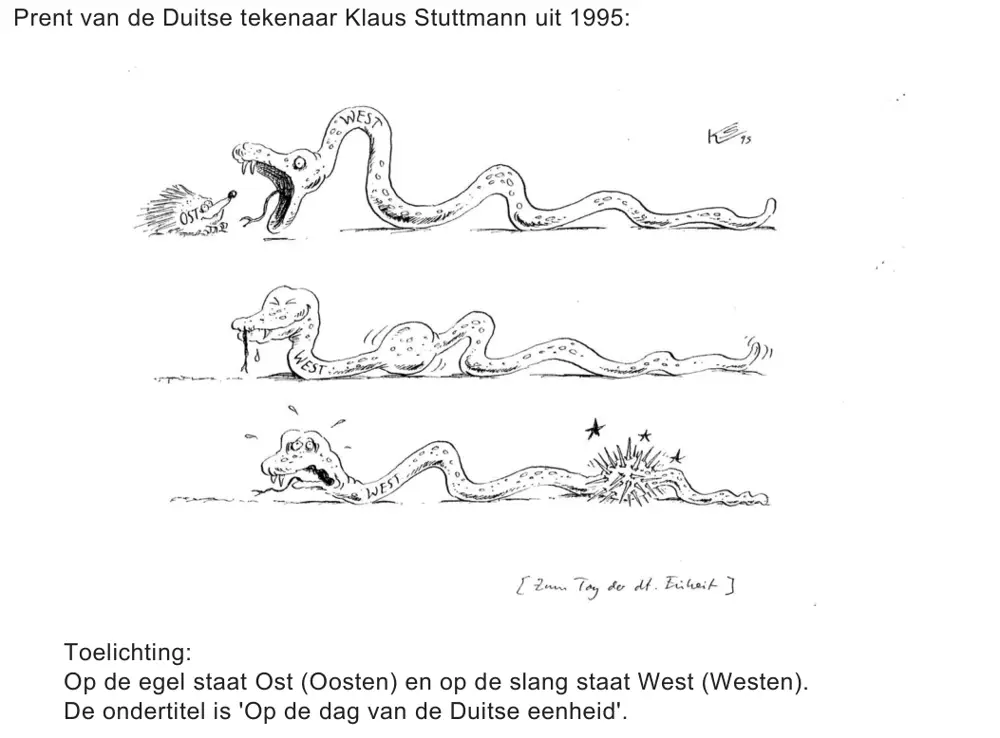 Prent van de Duitse tekenaar Klaus Stuttmann uit 1995:
WEST
KS 95
OST
WEST
WEST
[Zum Tag der dt. Einheit]
Toelichting:
Op de egel staat Ost (Oosten) en op de slang staat West (Westen).
De ondertitel is 'Op de dag van de Duitse eenheid'.